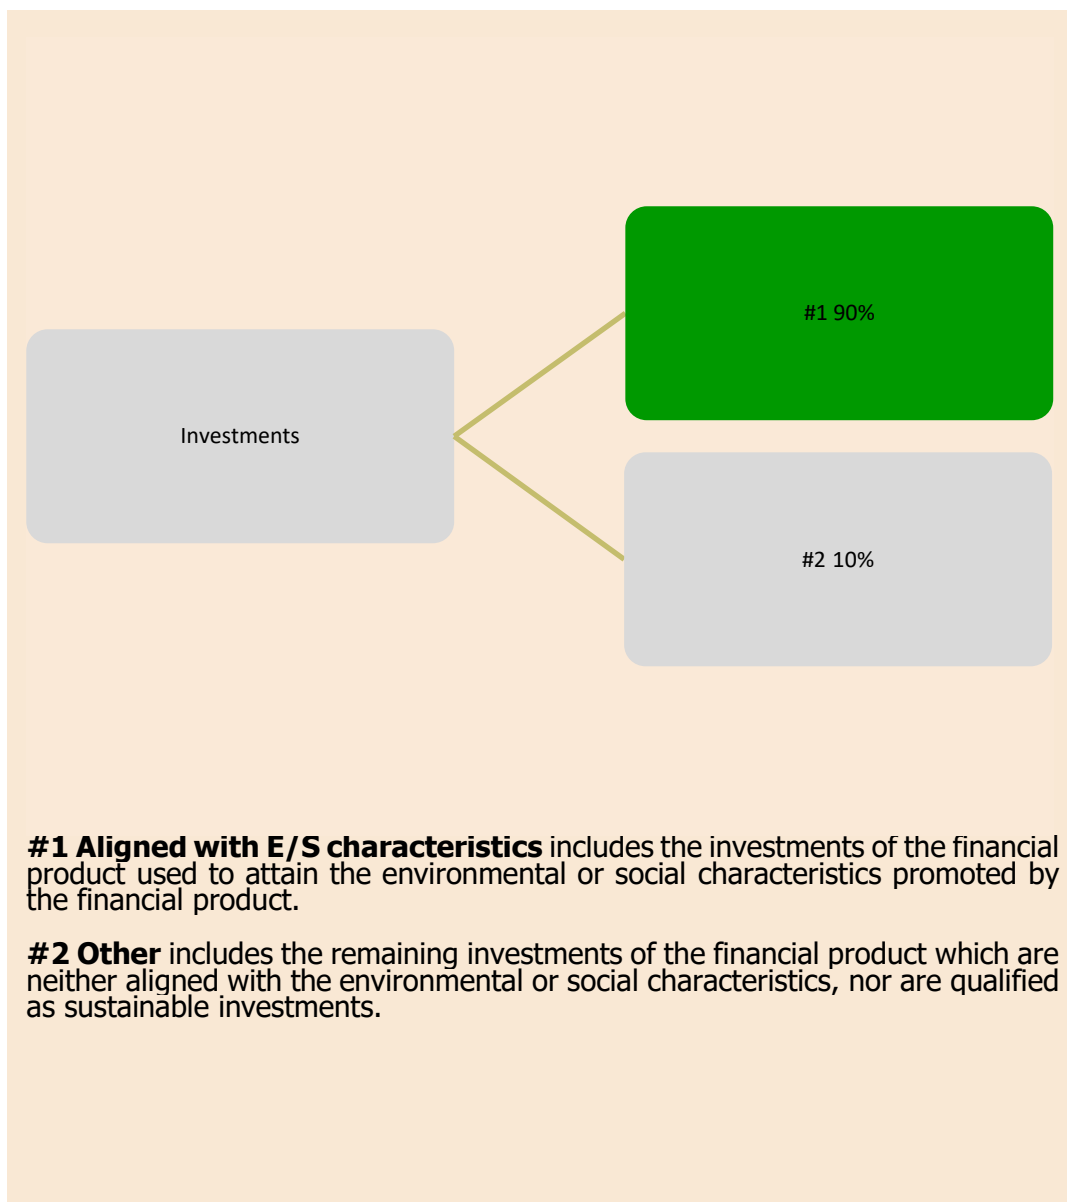 #1 90%
Investments
#2 10%
#1 Aligned with E/S characteristics includes the investments of the financial
product used to attain the environmental or social characteristics promoted by
the financial product.
#2 Other includes the remaining investments of the financial product which are
neither aligned with the environmental or social characteristics, nor are qualified
as sustainable investments.